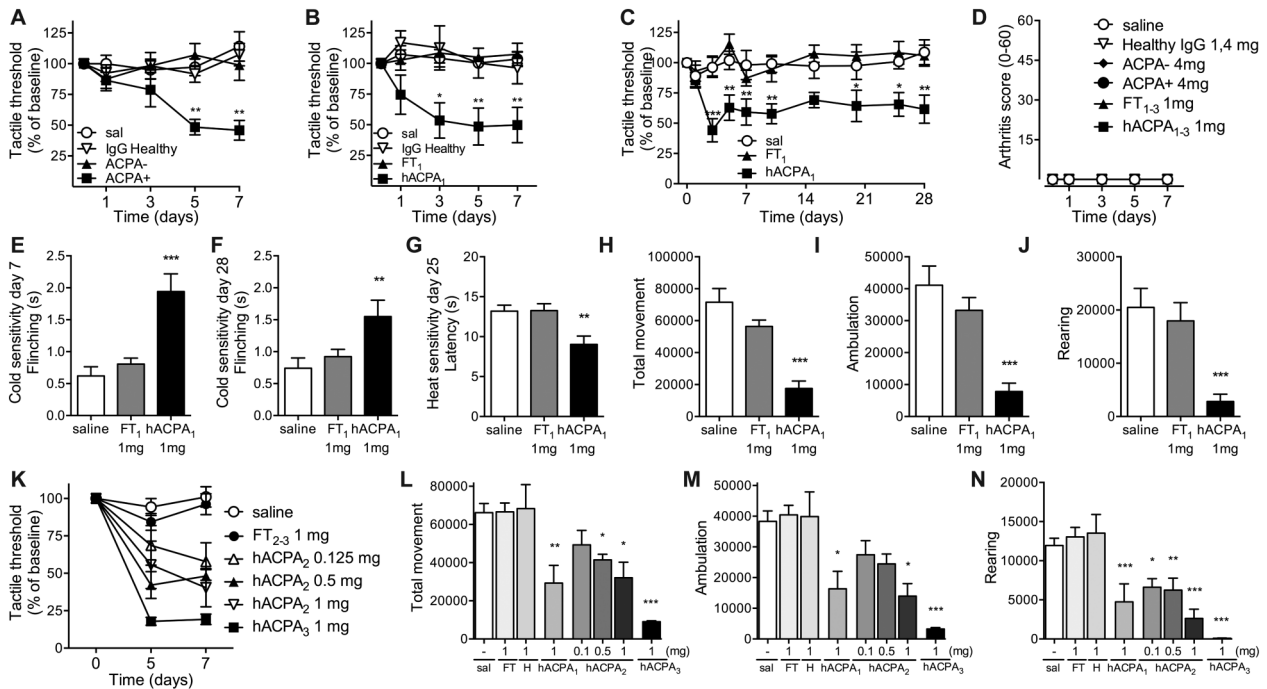 A
Tactile threshold
(% of baseline)
125
100
75
50
25
sal
IgG Healthy
ACPA-
ACPA+
**
**
1
3
5
7
Time (days)
B
Tactile threshold
(% of baseline)
125
100
75
50
25
sal
IgG Healthy
FT1
hACPA1
*
**
**
1
3
5
7
Time (days)
C
Tactile threshold
(% of baseline)
125
100
75
50
25
0
sal
FT1
hACPA1
***
**
**
**
*
*
**
0
7
14
21
28
Time (days)
D
Arthritis score (0-60)
60
45
30
15
saline
Healthy IgG 1,4 mg
ACPA- 4mg
ACPA+ 4mg
FT1-3 1mg
hACPA1-3 1mg
1
3
5
7
Time (days)
E
Cold sensitivity day 7
Flinching (s)
2.5
2.0
1.5
1.0
0.5
0.0
***
saline FT1 hACPA1
1mg 1mg
F
Cold sensitivity day 28
Flinching (s)
2.5
2.0
1.5
1.0
0.5
0.0
**
saline FT1 hACPA1
1mg 1mg
G
Heat sensitivity day 25
Latency (s)
20
15
10
5
0
**
saline FT1 hACPA1
1mg 1mg
H
Total movement
100000
80000
60000
40000
20000
0
***
saline FT1 hACPA1
1mg 1mg
I
Ambulation
50000
40000
30000
20000
10000
0
***
saline FT1 hACPA1
1mg 1mg
J
Rearing
30000
20000
10000
0
***
saline FT1 hACPA1
1mg 1mg
K
Tactile threshold
(% of baseline)
100
75
50
25
0
saline
FT2-3 1 mg
hACPA2 0.125 mg
hACPA2 0.5 mg
hACPA2 1 mg
hACPA3 1 mg
0
5
7
Time (days)
L
Total movement
80000
60000
40000
20000
0
**
*
*
***
- 1 1 1 0.1 0.5 1 1 (mg)
sal FT H hACPA1 hACPA2 hACPA3
M
Ambulation
50000
40000
30000
20000
10000
0
*
*
***
- 1 1 1 0.1 0.5 1 1 (mg)
sal FT H hACPA1 hACPA2 hACPA3
N
Rearing
20000
15000
10000
5000
0
***
*
**
***
***
- 1 1 1 0.1 0.5 1 1 (mg)
sal FT H hACPA1 hACPA2 hACPA3